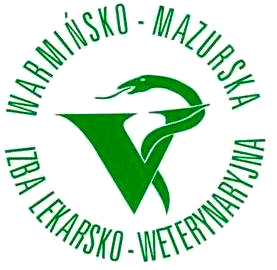 WARMIŃSKO - MAZURSKA
IZBA LEKARSKO - WETERYNARYJNA